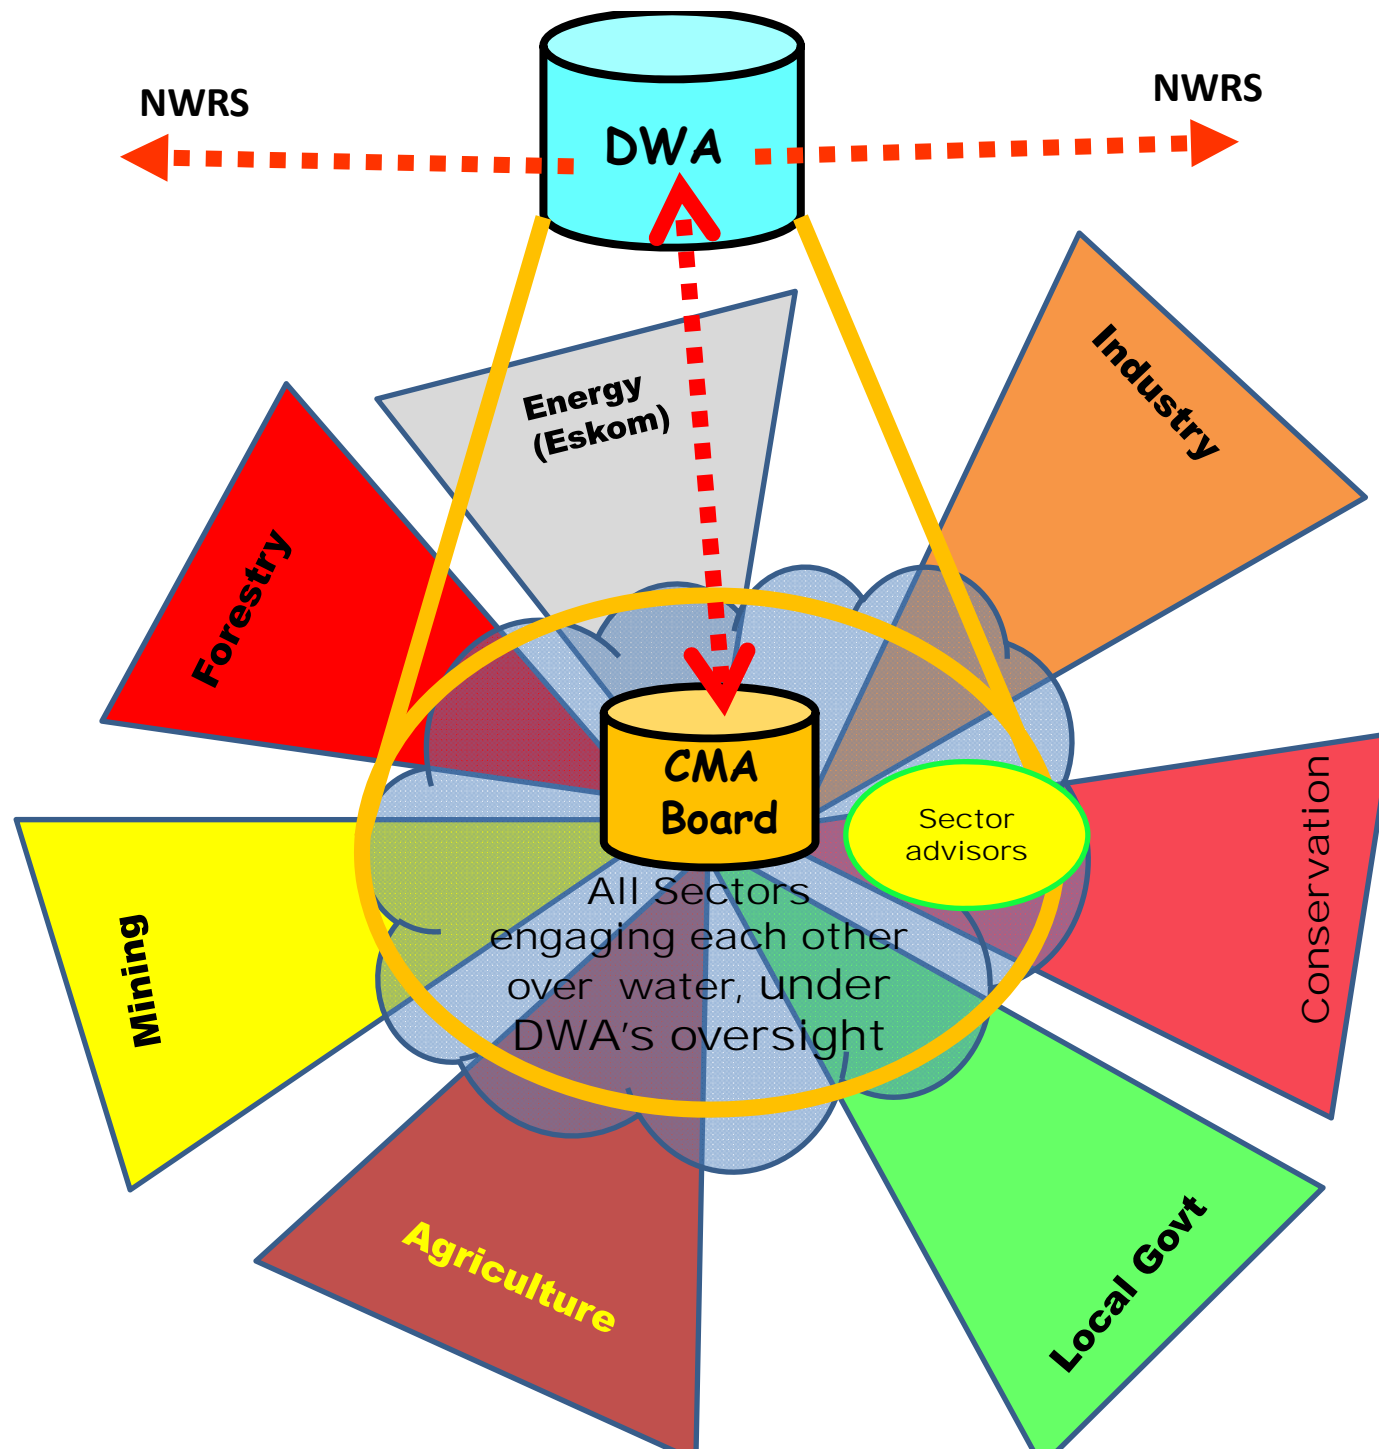 NWRS
NWRS
DWA
Industry
Energy
(Eskom)
Forestry
CMA
Board
Conservation
Sector
advisors
All Sectors
engaging each other
over water, under
DWA's oversight
Mining
Agriculture
Local Govt